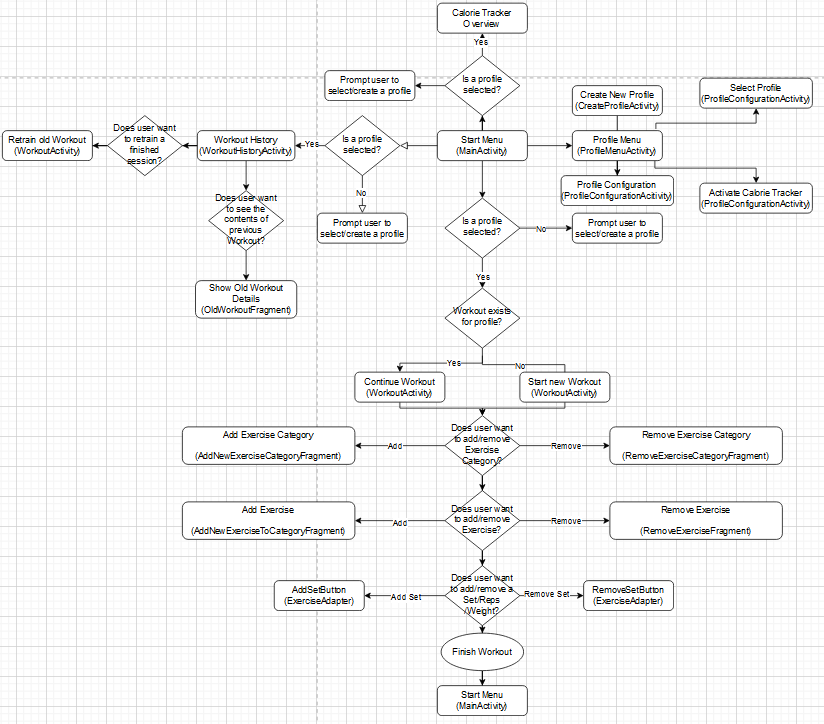 Calorie Tracker
Overview
Yes
Is a profile
selected?
Prompt user to
select/create a profile
Create New Profile
(CreateProfileActivity)
Select Profile
(ProfileConfigurationActivity)
Retrain old Workout
(WorkoutActivity)
Does user want
to retrain a
finished
session?
Workout History
(WorkoutHistoryActivity)
Yes
Is a profile
selected?
Start Menu
(MainActivity)
Profile Menu
(ProfileMenuActivity)
No
Profile Configuration
(ProfileConfigurationAcitivity)
Activate Calorie Tracker
(ProfileConfigurationActivity)
Does user want
to see the
contents of
previous
Workout?
Prompt user to
select/create a profile
Is a profile
selected?
No
Prompt user to
select/create a profile
Yes
Show Old Workout
Details
(OldWorkoutFragment)
Workout exists
for profile?
Yes
No
Continue Workout
(WorkoutActivity)
Start new Workout
(WorkoutActivity)
Add Exercise Category
(AddNewExerciseCategoryFragment)
Add
Does user want
to add/remove
Exercise
Category?
Remove
Remove Exercise Category
(RemoveExerciseCategoryFragment)
Add Exercise
(AddNewExerciseToCategoryFragment)
Add
Does user want
to add/remove
Exercise?
Remove
Remove Exercise
(RemoveExerciseFragment)
AddSetButton
(ExerciseAdapter)
Add Set
Does user want
to add/remove a
Set/Reps
/Weight?
Remove Set
RemoveSetButton
(ExerciseAdapter)
Finish Workout
Start Menu
(MainActivity)